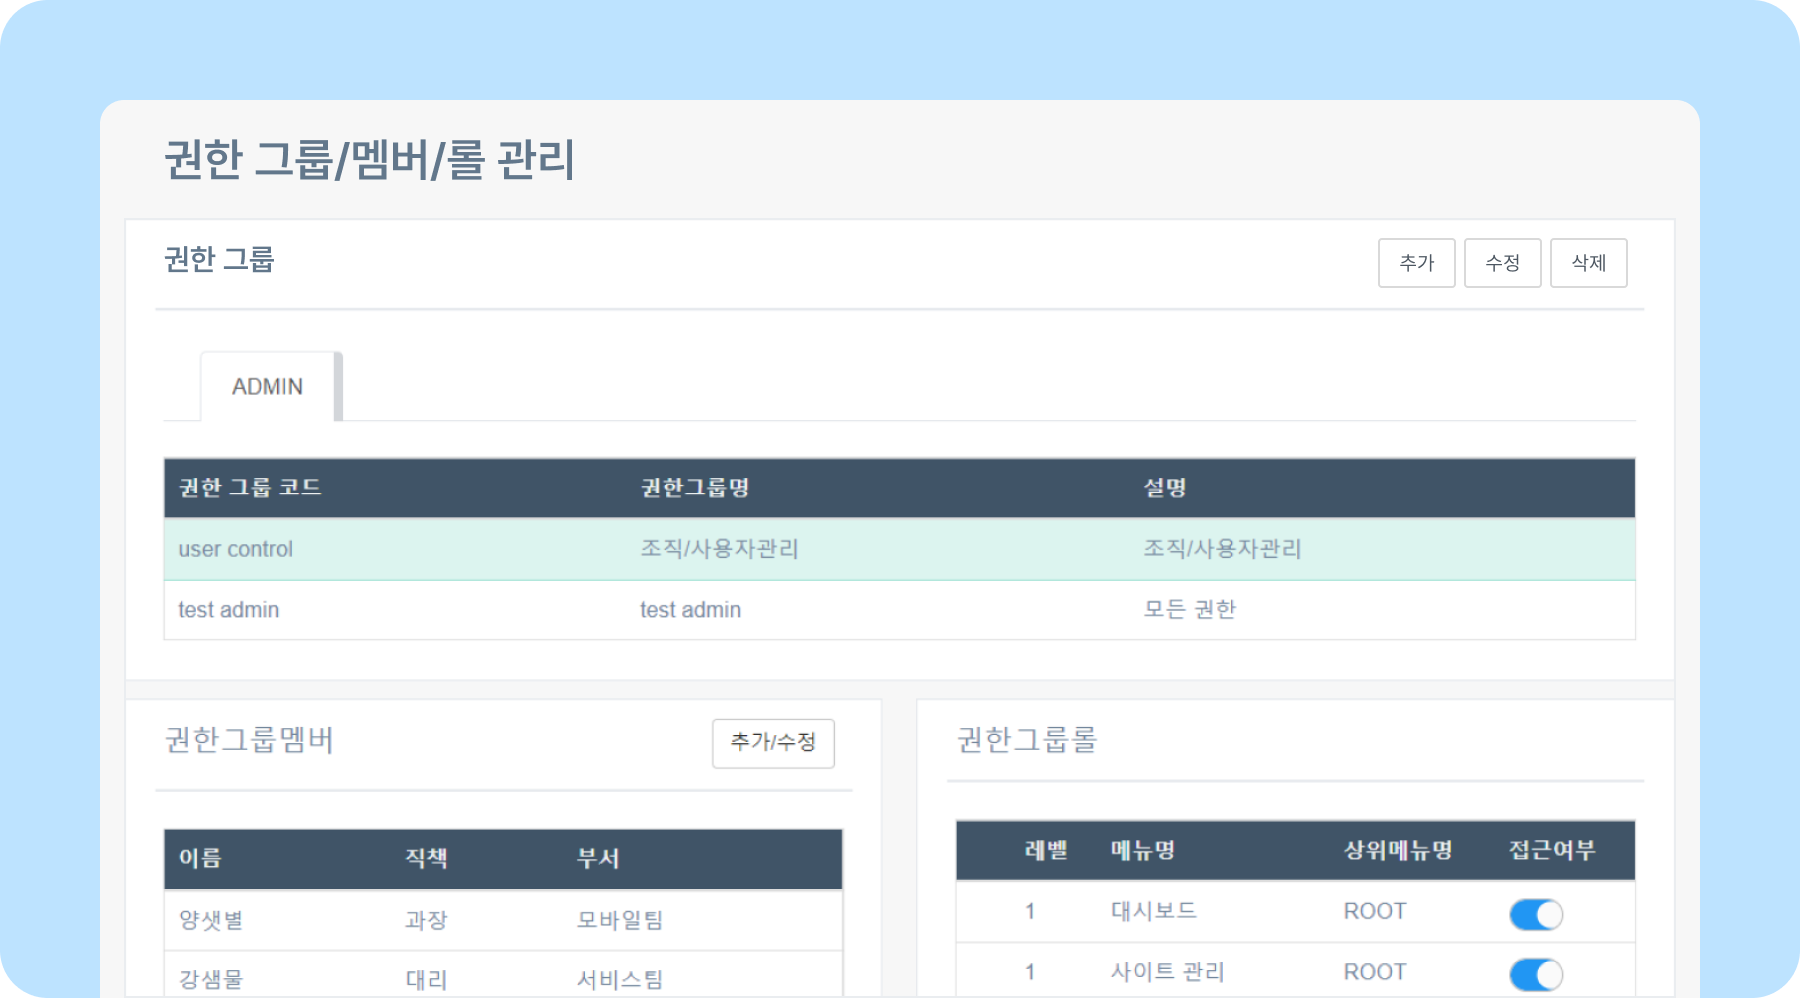 권한 그룹/멤버/롤 관리
권한 그룹
추가 수정 삭제
ADMIN
권한 그룹 코드 권한그룹명 설명
user control 조직/사용자관리 조직/사용자관리
test admin test admin 모든 권한
권한그룹멤버
추가/수정
이름 직책 부서
양샛별 과장 모바일팀
강샘물 대리 서비스팀
권한그룹롤
레벨 메뉴명 상위메뉴명 접근여부
1 대시보드 ROOT
1 사이트 관리 ROOT